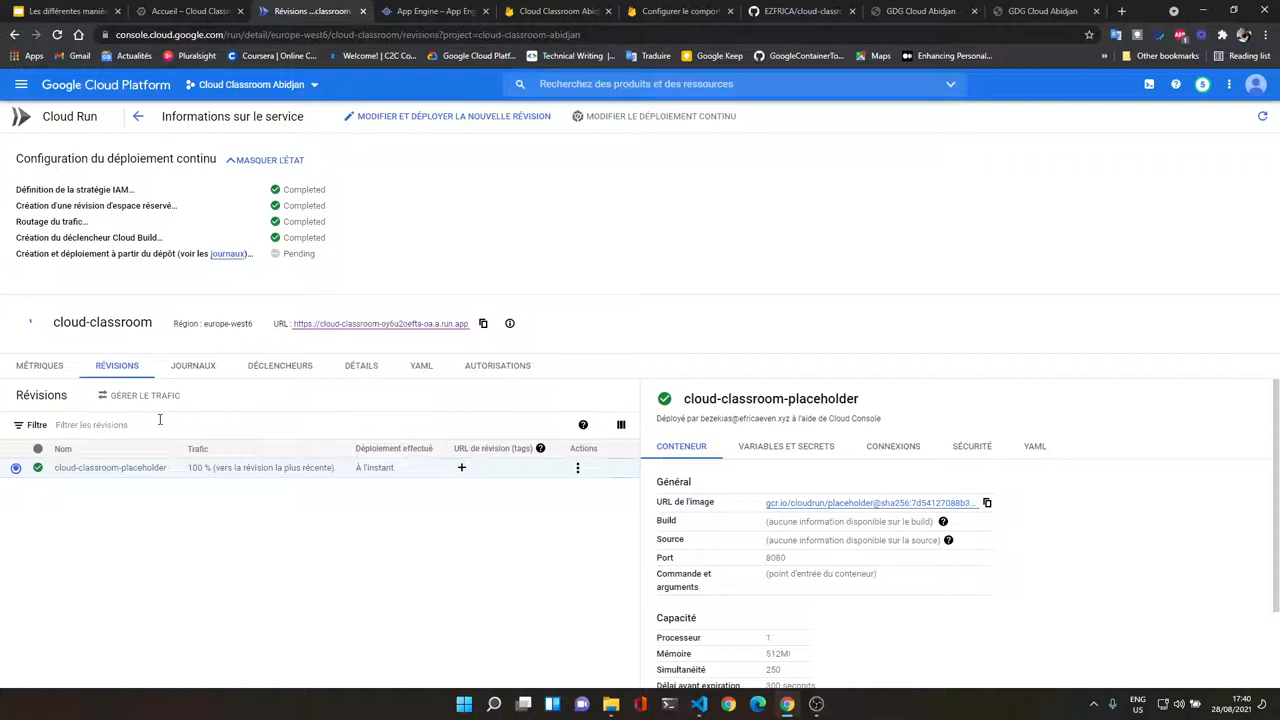 Les différentes maniè
Accueil – Cloud Classr
Révisions ...classroom
App Engine – App Eng
Cloud Classroom Abid
Configurer le compor
EZFRICA/cloud-classr
GDG Cloud Abidjan
GDG Cloud Abidjan
console.cloud.google.com/run/detail/europe-west6/cloud-classroom/revisions?project=cloud-classroom-abidjan
Apps
Gmail
Actualités
Pluralsight
Coursera | Online ...
Welcome! | C2C Co...
Technical Writing |...
Traduire
Google Keep
GoogleContainerTo...
Maps
Enhancing Personal...
Reading list
Google Cloud Platform
Cloud Classroom Abidjan
Recherchez des produits et des ressources
5
Cloud Run
Informations sur le service
MODIFIER ET DÉPLOYER LA NOUVELLE RÉVISION
MODIFIER LE DÉPLOIEMENT CONTINU
Configuration du déploiement continu
MASQUER L'ÉTAT
Définition de la stratégie IAM...
Completed
Création d'une révision d'espace réservé...
Completed
Routage du trafic...
Completed
Création du déclencheur Cloud Build...
Completed
Création et déploiement à partir du dépôt (voir les journaux)...
Pending
cloud-classroom
Région : europe-west6
URL : https://cloud-classroom-oy6u2oefta-oa.a.run.app
MÉTRIQUES
RÉVISIONS
JOURNAUX
DÉCLENCHEURS
DÉTAILS
YAML
AUTORISATIONS
Révisions
GÉRER LE TRAFIC
Filtre
Filtrer les révisions
Nom
Trafic
Déploiement effectué
URL de révision (tags)
Actions
cloud-classroom-placeholder
100 % (vers la révision la plus récente)
À l'instant
cloud-classroom-placeholder
Déployé par bezekias@efricaeven.xyz à l'aide de Cloud Console
CONTENEUR
VARIABLES ET SECRETS
CONNEXIONS
SÉCURITÉ
YAML
Général
URL de l'image
gcr.io/cloudrun/placeholder@sha256:7d54127088b3...
Build
(aucune information disponible sur le build)
Source
(aucune information disponible sur la source)
Port
8080
Commande et arguments
(point d'entrée du conteneur)
Capacité
Processeur
1
Mémoire
512Mi
Simultanéité
250
Délai avant expiration
300 seconds
ENG
US
17:40
28/08/2021